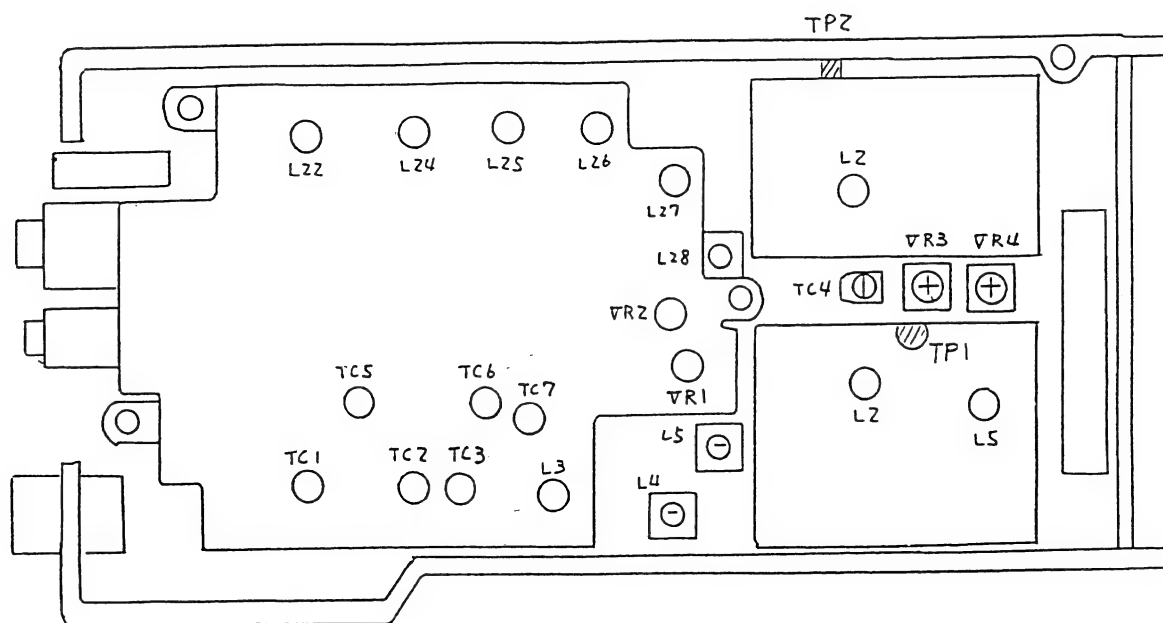 TP2
L22
L24
L25
L26
L2
L27
L28
VR3
VR4
TC4
VR2
TP1
TC5
TC6
TC7
VR1
L2
L5
L5
TC1
TC2
TC3
L3
L4